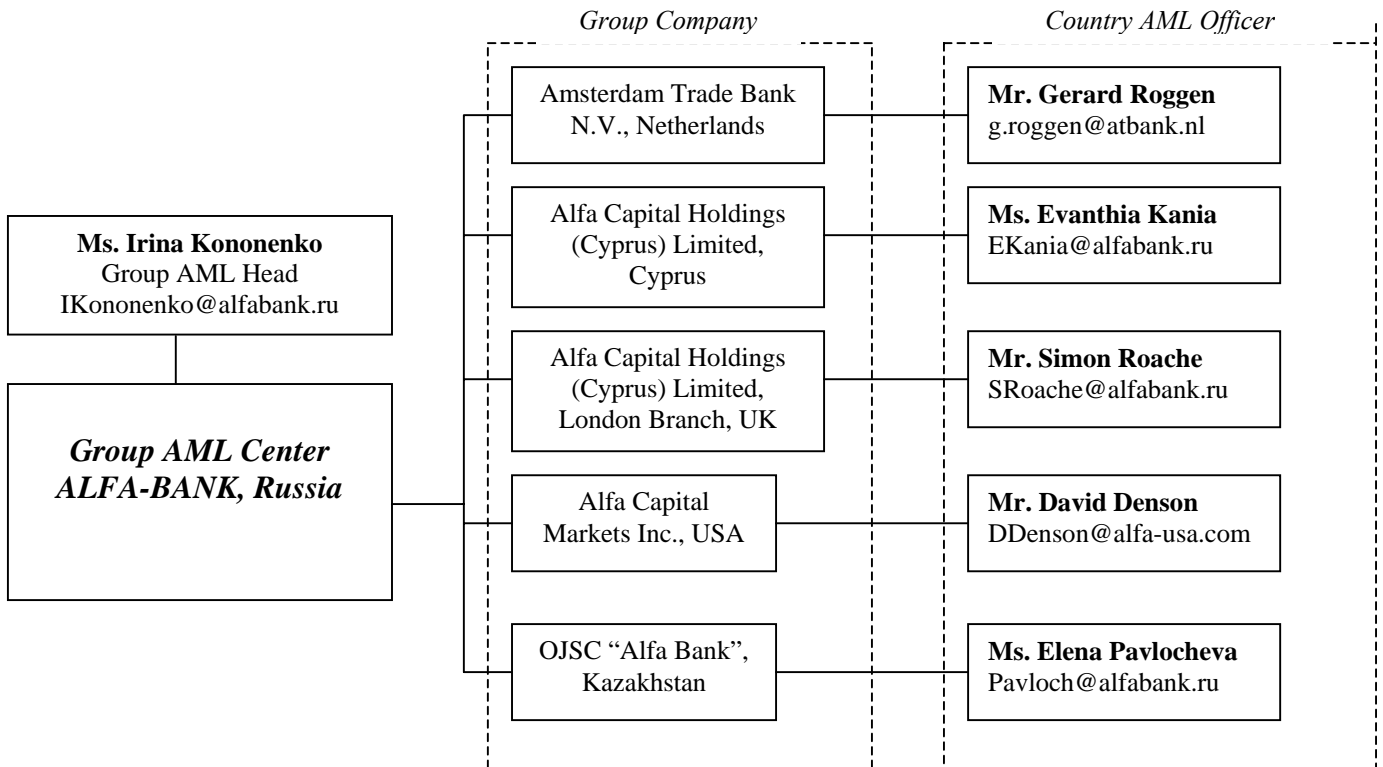 Group Company
Country AML Officer
Ms. Irina Kononenko
Group AML Head
IKononenko@alfabank.ru
Group AML Center
ALFA-BANK, Russia
Amsterdam Trade Bank
N.V., Netherlands
Mr. Gerard Roggen
g.roggen@atbank.nl
Alfa Capital Holdings
(Cyprus) Limited,
Cyprus
Ms. Evanthia Kania
EKania@alfabank.ru
Alfa Capital Holdings
(Cyprus) Limited,
London Branch, UK
Mr. Simon Roache
SRoache@alfabank.ru
Alfa Capital
Markets Inc., USA
Mr. David Denson
DDenson@alfa-usa.com
OJSC “Alfa Bank”,
Kazakhstan
Ms. Elena Pavlocheva
Pavloch@alfabank.ru